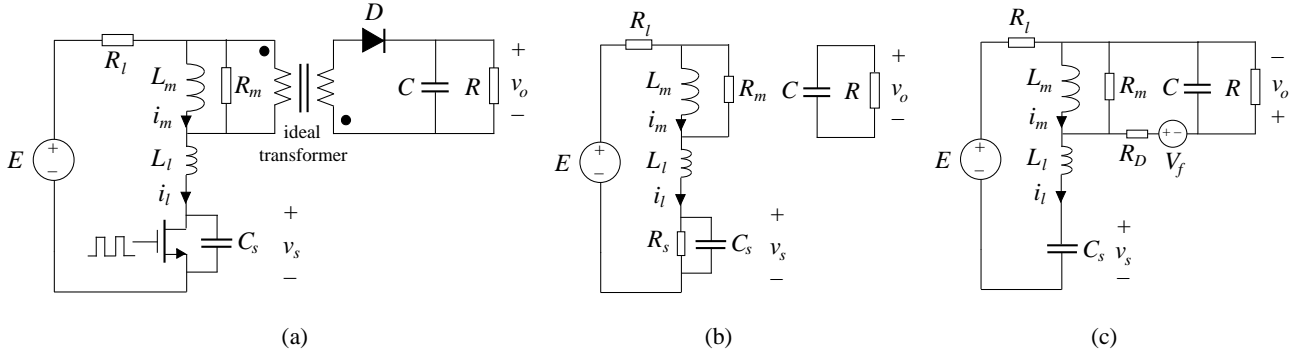 D
R_l
L_m
R_m
i_m
C
R
+
v_o
−
ideal
transformer
E
+
−
L_l
i_l
C_s
+
v_s
−
(a)
R_l
L_m
R_m
i_m
C
R
+
v_o
−
E
+
−
L_l
i_l
R_s
C_s
+
v_s
−
(b)
R_l
L_m
R_m
i_m
C
R
−
v_o
+
R_D
+−
V_f
E
+
−
L_l
i_l
C_s
+
v_s
−
(c)